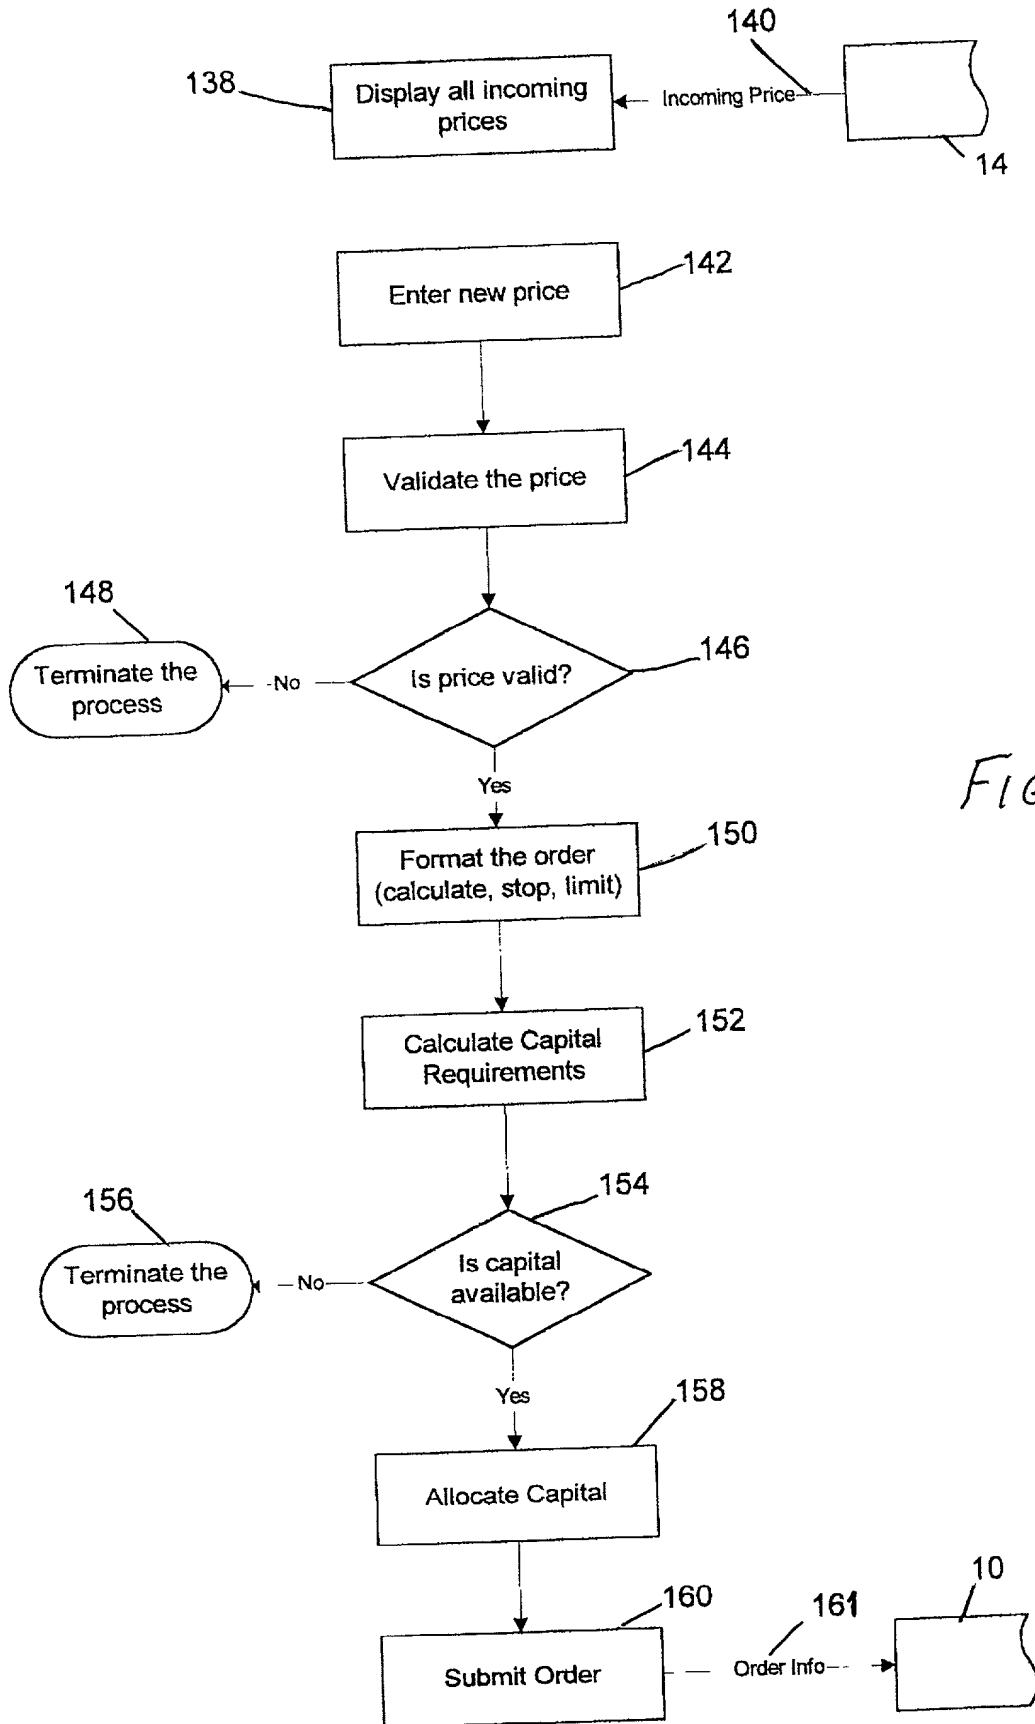 140
138
Display all incoming
prices
Incoming Price
14
142
Enter new price
144
Validate the price
148
Terminate the
process
No
146
Is price valid?
Yes
150
Format the order
(calculate, stop, limit)
152
Calculate Capital
Requirements
154
156
Terminate the
process
No
Is capital
available?
Yes
158
Allocate Capital
160
Submit Order
161
Order Info
10